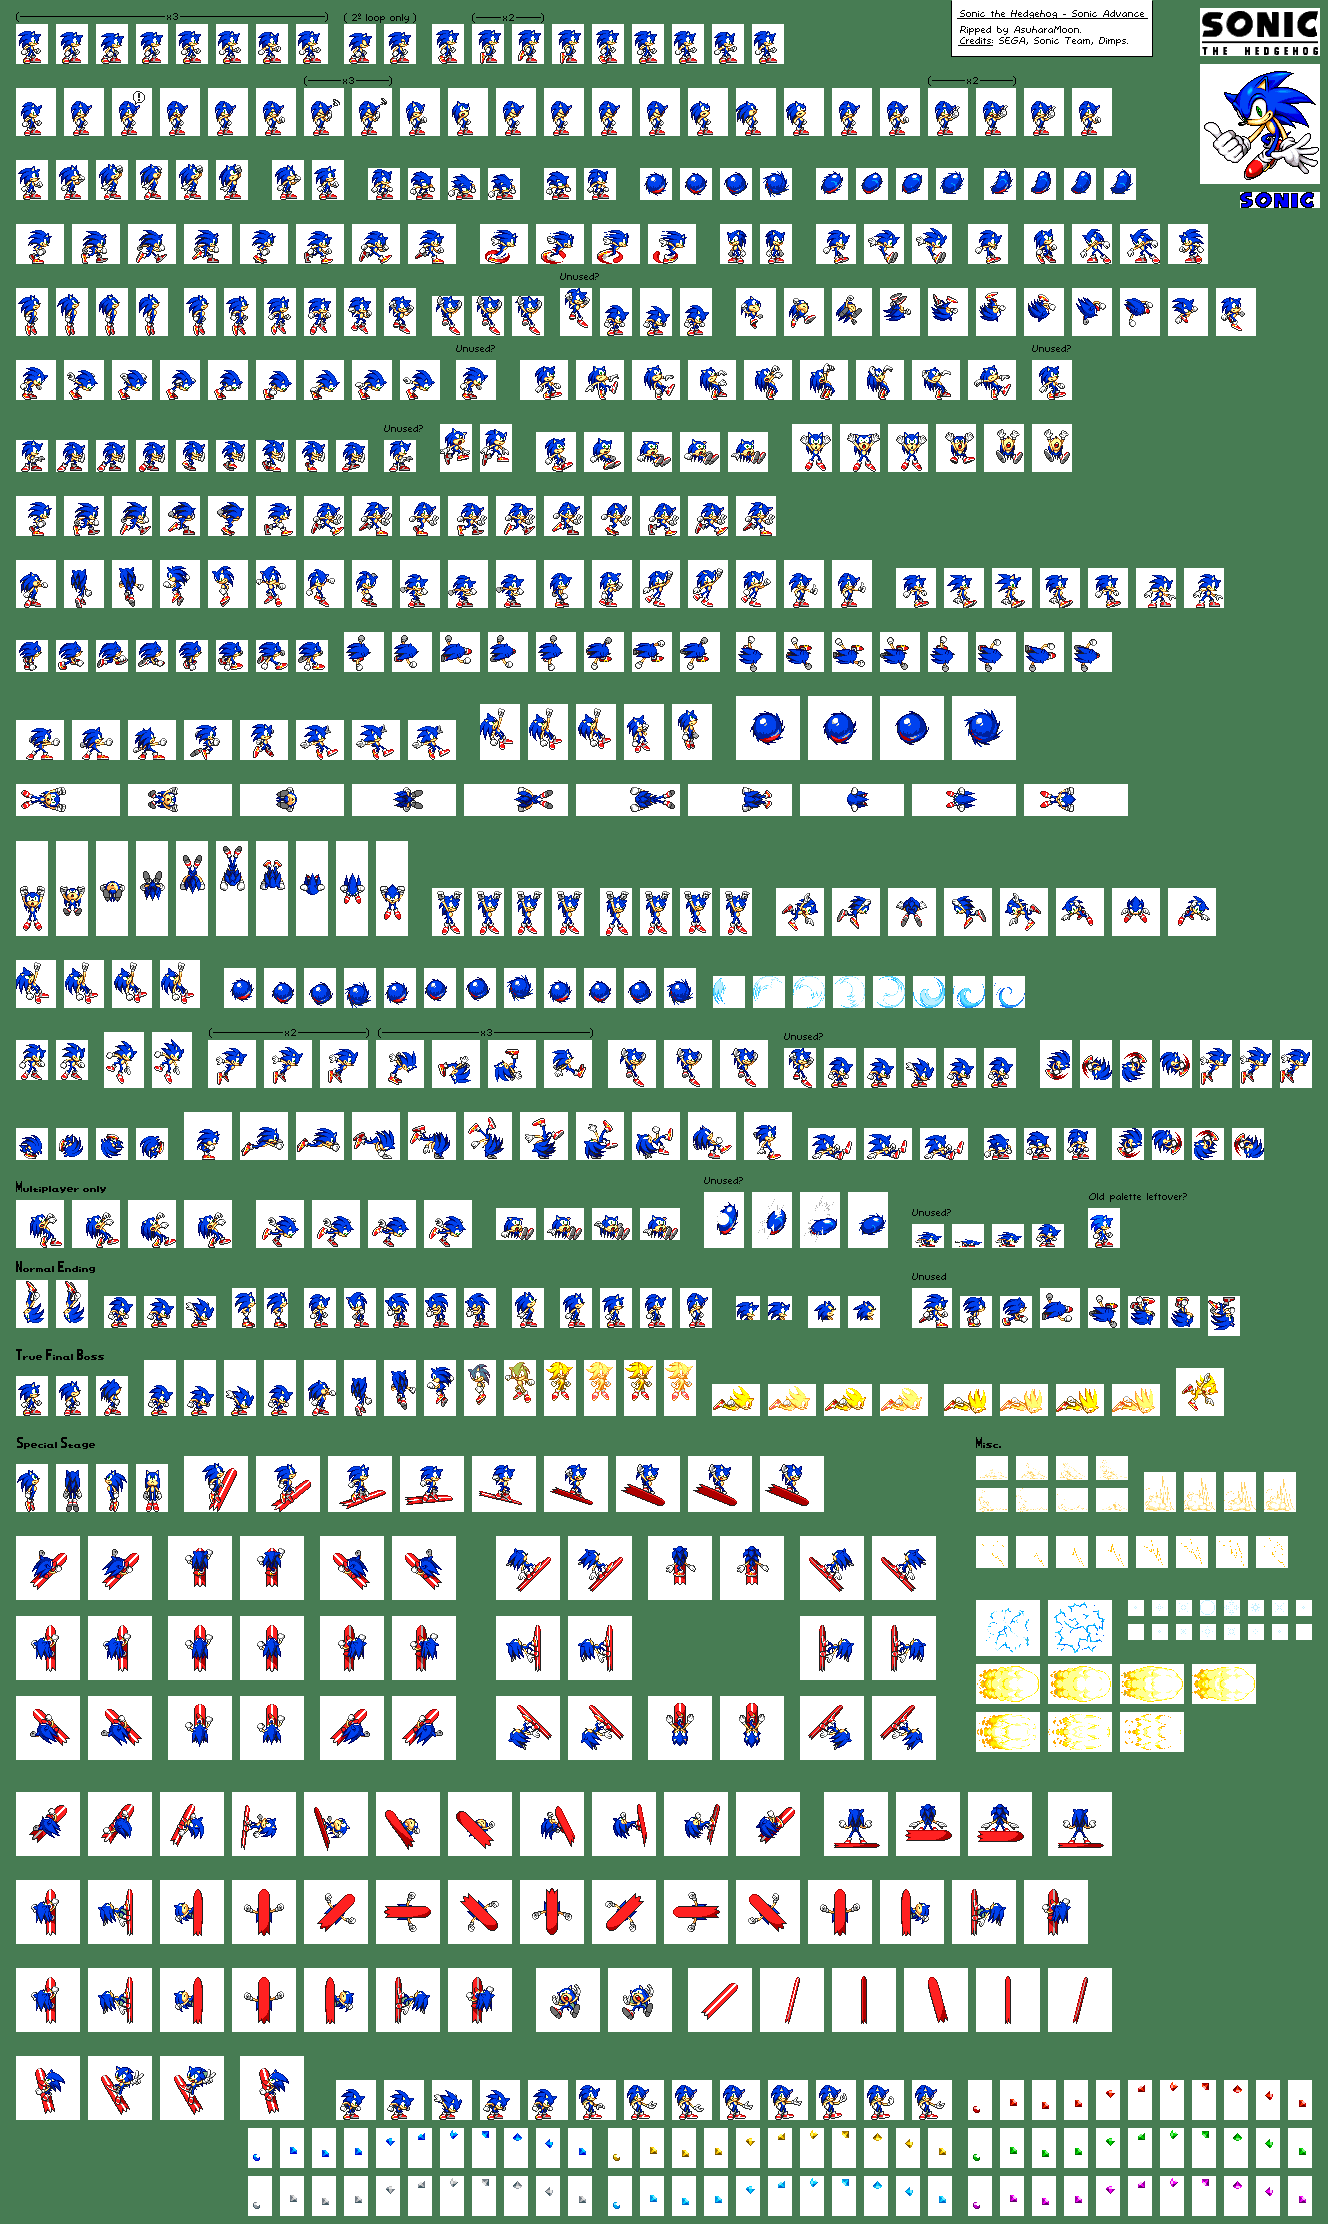 (x3)
( 2º loop only )
(x2)
Sonic the Hedgehog - Sonic Advance
Ripped by AsuharaMoon.
Credits: SEGA, Sonic Team, Dimps.
SONIC
THE HEDGEHOG
!
(x3)
(x2)
SONIC
Unused?
Unused?
Unused?
Unused?
(x2)
(x3)
Unused?
Multiplayer only
Unused?
Unused?
Old palette leftover?
Normal Ending
Unused
True Final Boss
Special Stage
Misc.